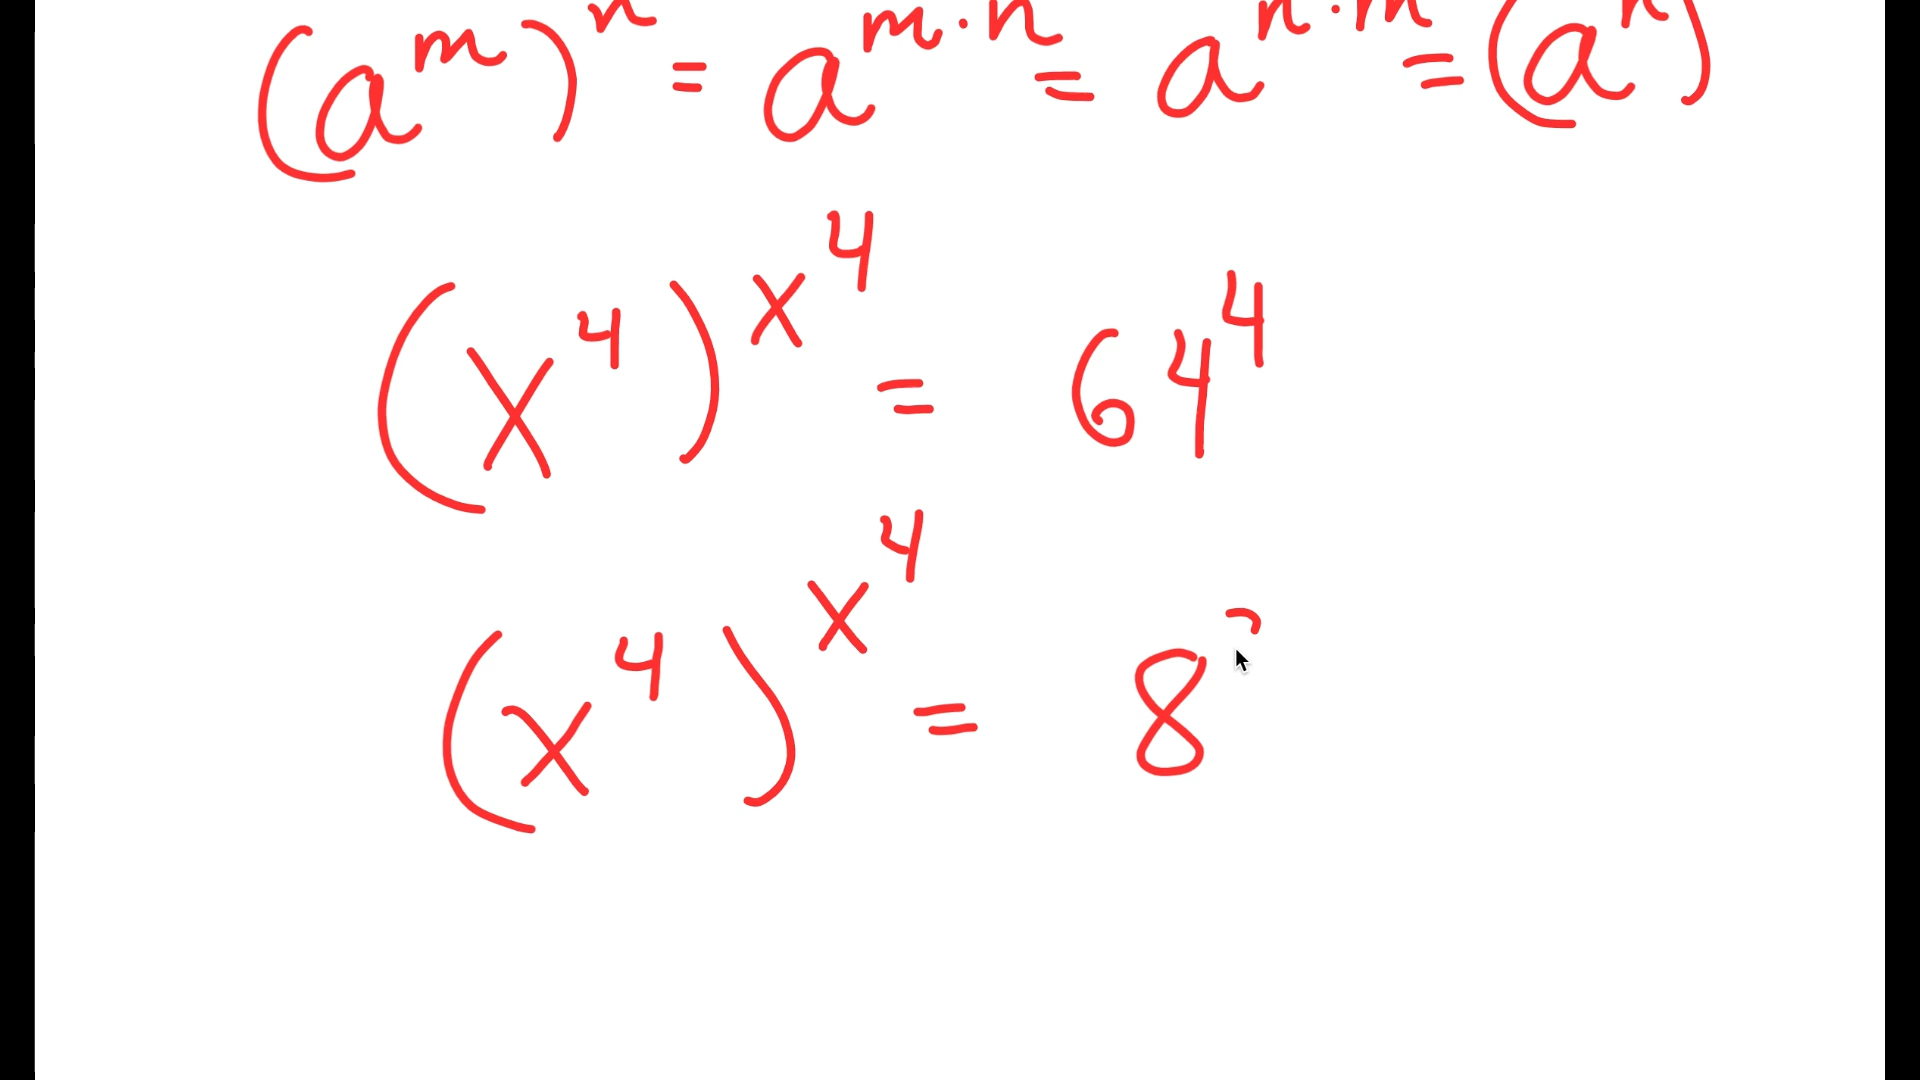 (a^m)^n = a^{m·n} = a^{n·m} = (a^n)
(x^4)^{x^4} = 64^4
(x^4)^{x^4} = 8